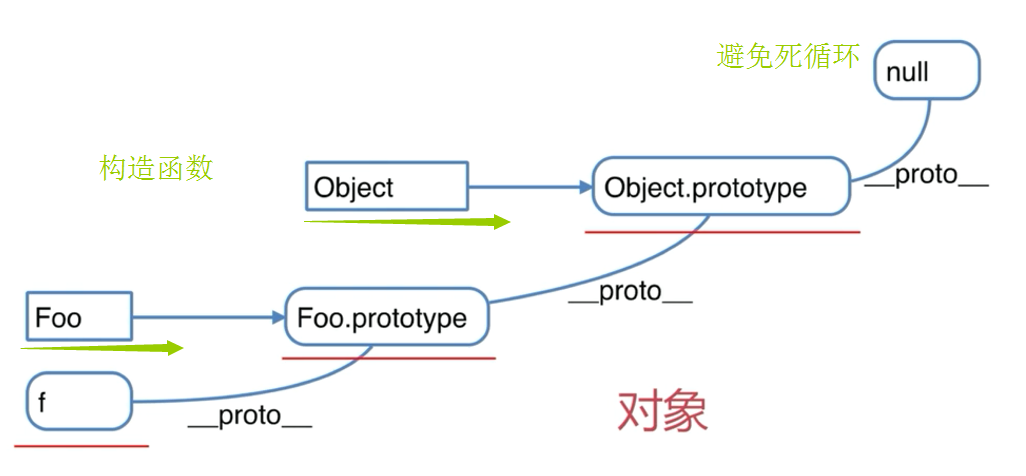 避免死循环
null
构造函数
Object
Object.prototype
__proto__
__proto__
Foo
Foo.prototype
f
__proto__
对象